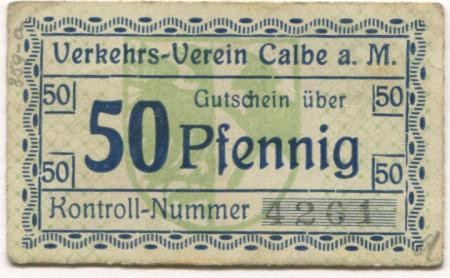 Verkehrs-Verein Calbe a. M.
50 Gutschein über 50
50 Pfennig
50 50
Kontroll-Nummer 4261